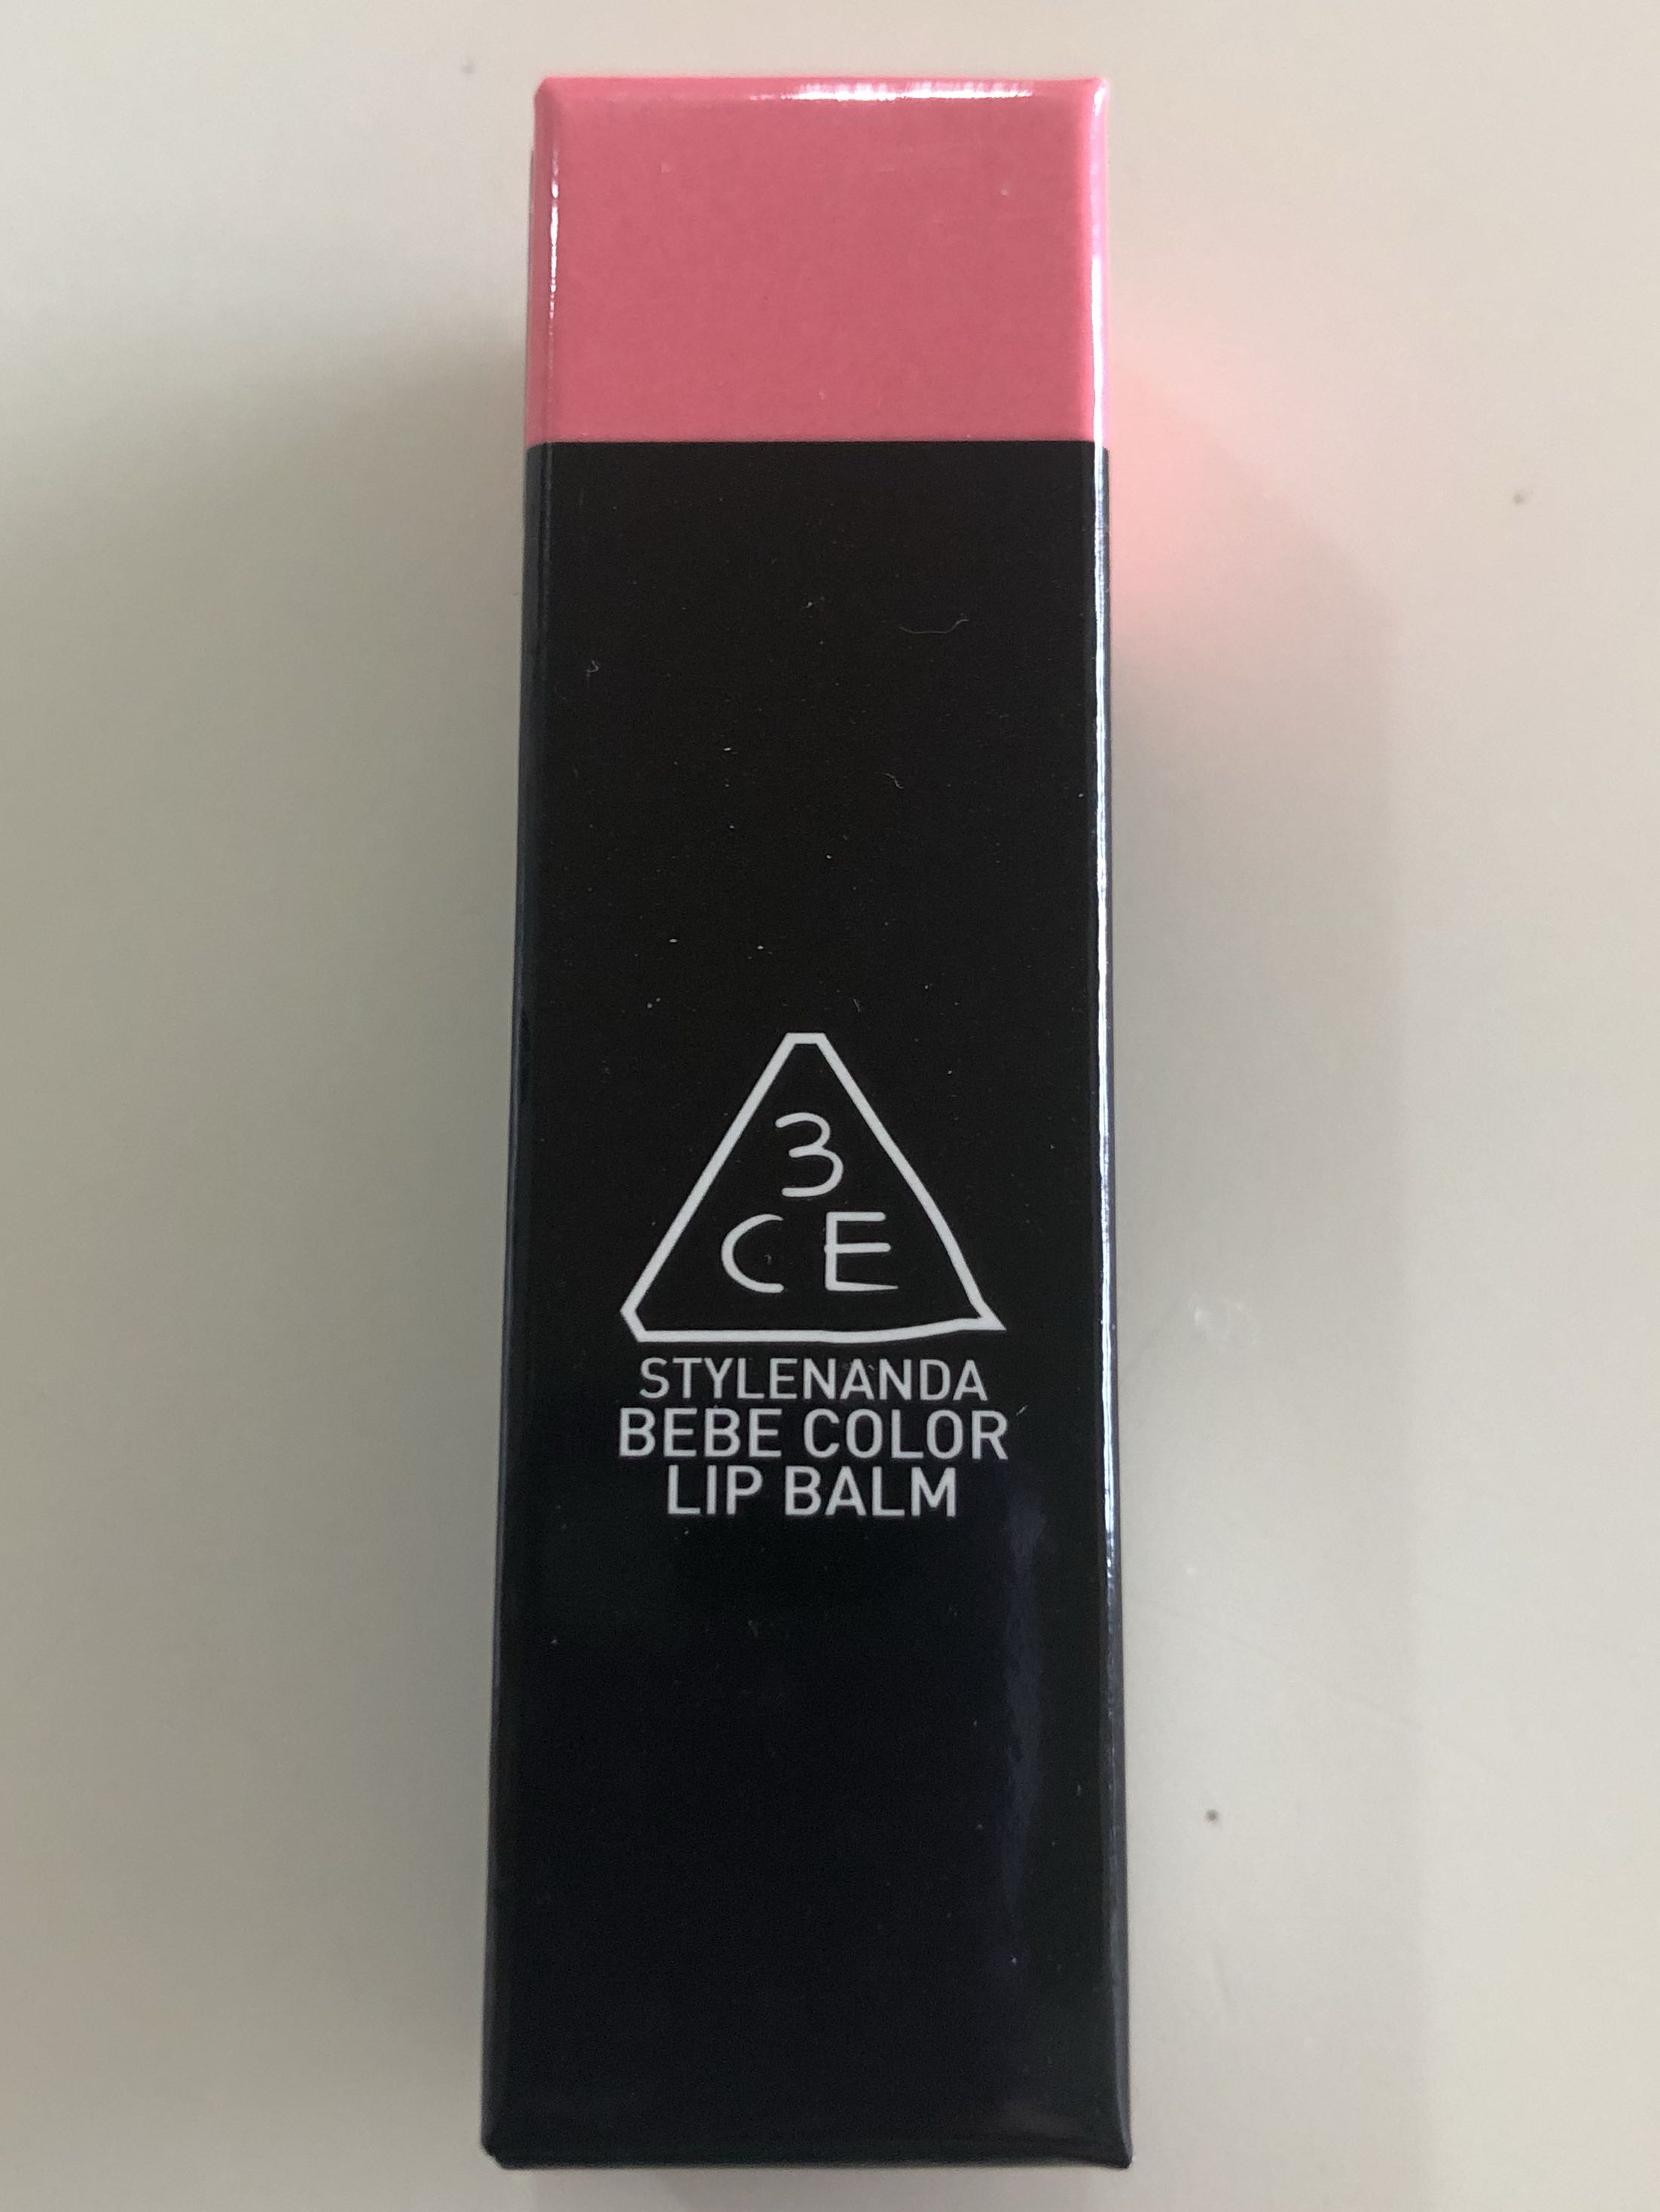 3
CE
STYLENANDA
BEBE COLOR
LIP BALM